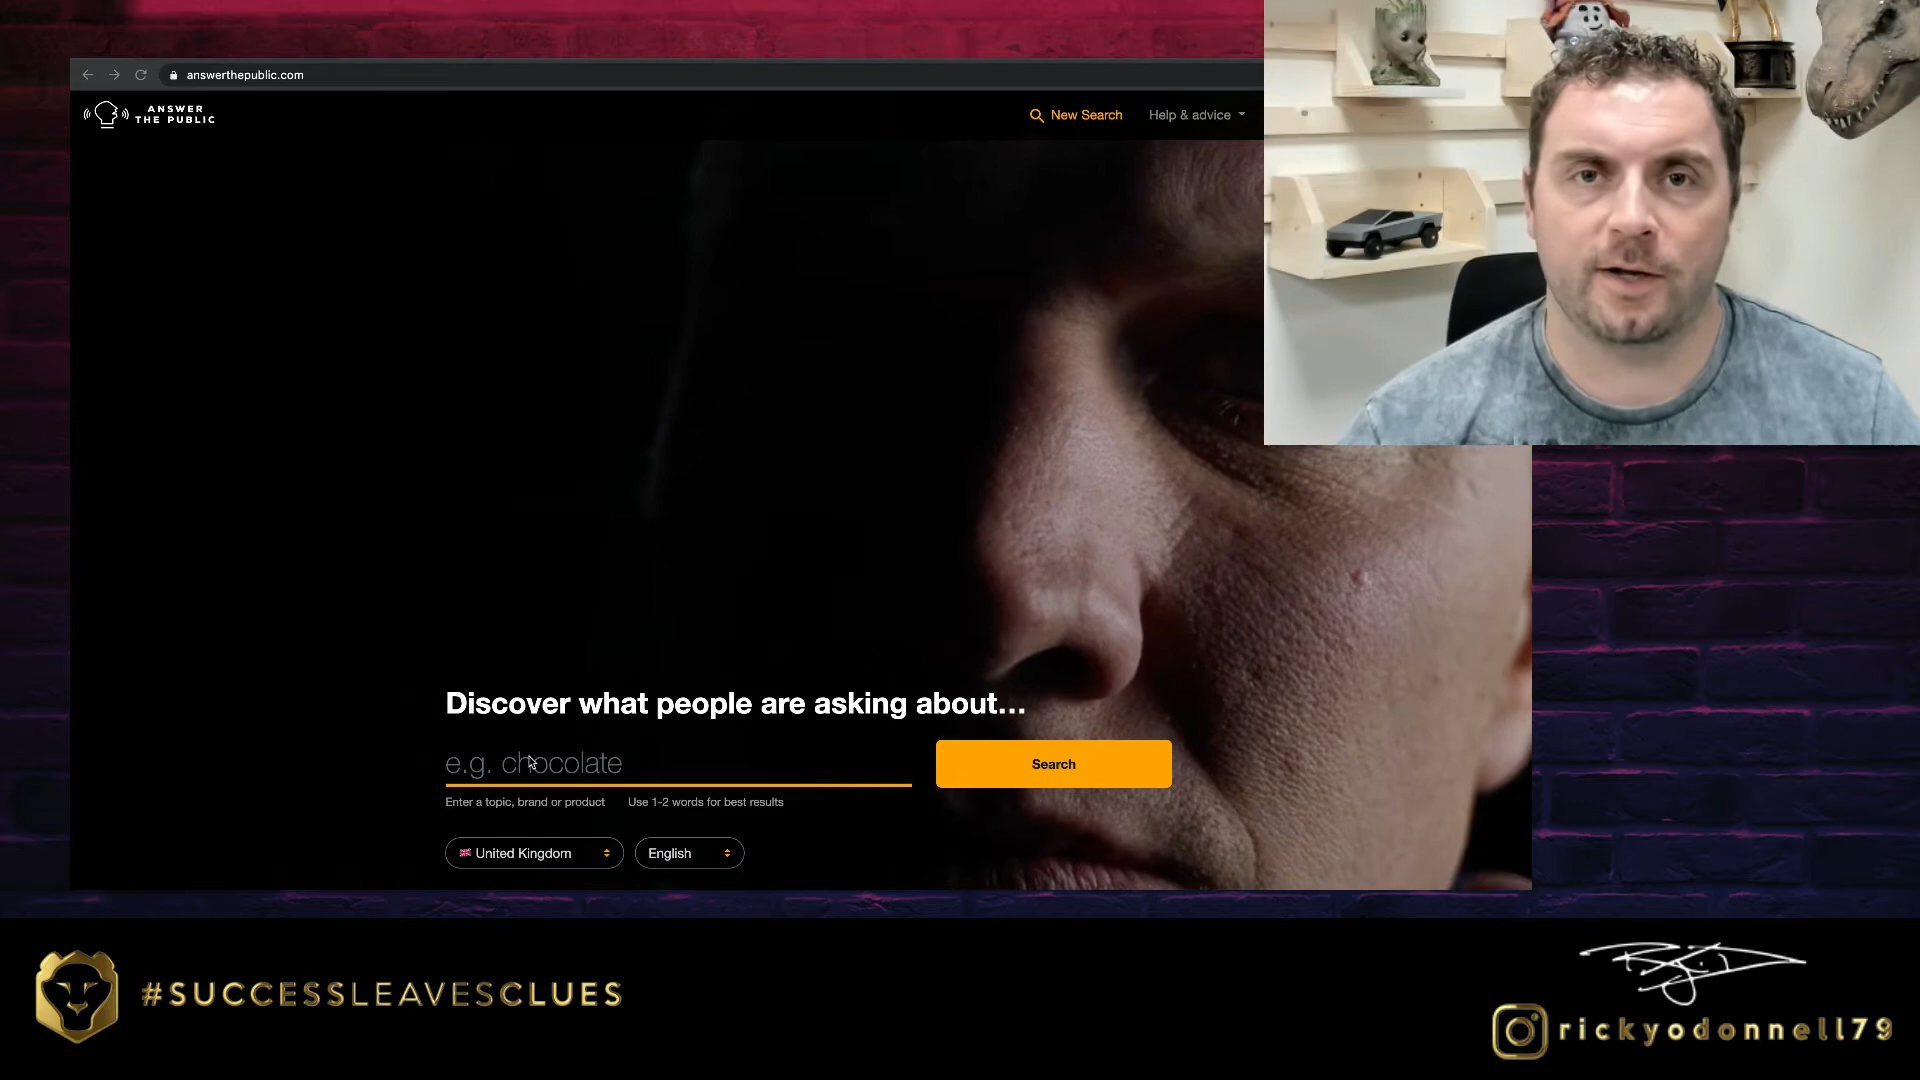 answerthepublic.com
ANSWER
THE PUBLIC
New Search
Help & advice
Discover what people are asking about...
e.g. chocolate
Search
Enter a topic, brand or product
Use 1-2 words for best results
United Kingdom
English
#SUCCESSLEAVESCLUES
rickyodonnell79